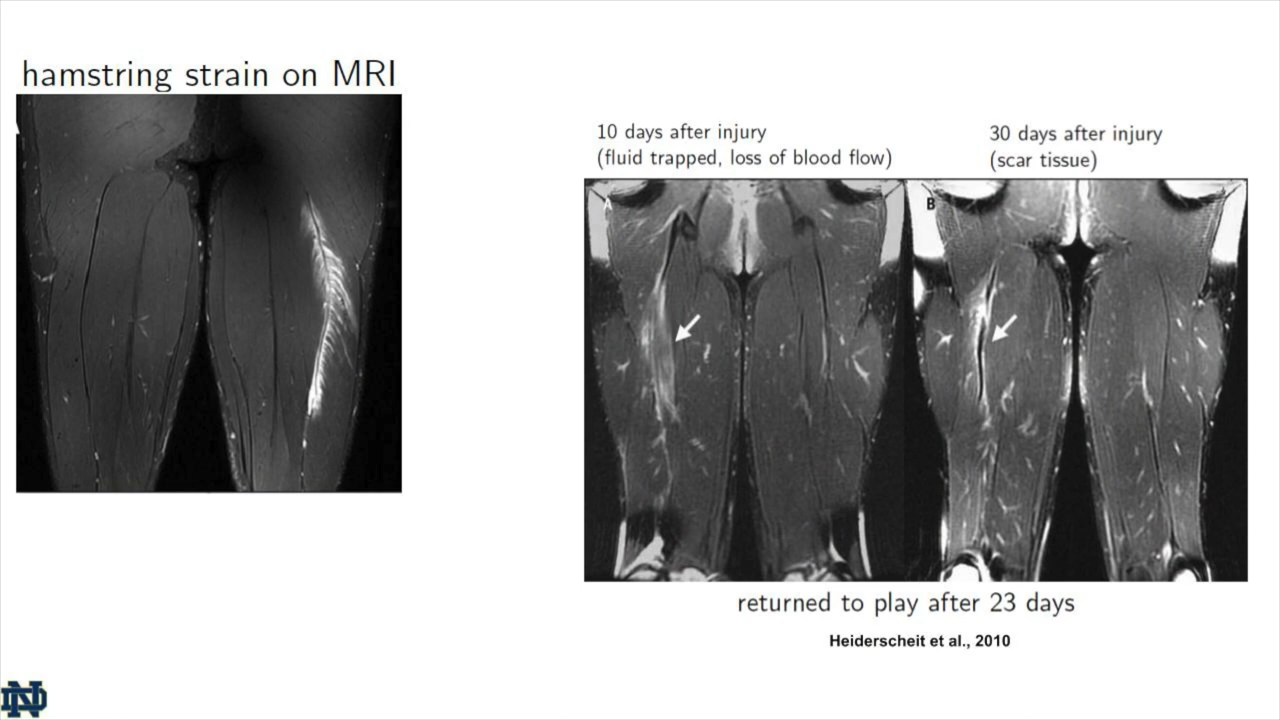 hamstring strain on MRI
10 days after injury
(fluid trapped, loss of blood flow)
30 days after injury
(scar tissue)
A
B
returned to play after 23 days
Heiderscheit et al., 2010
ND